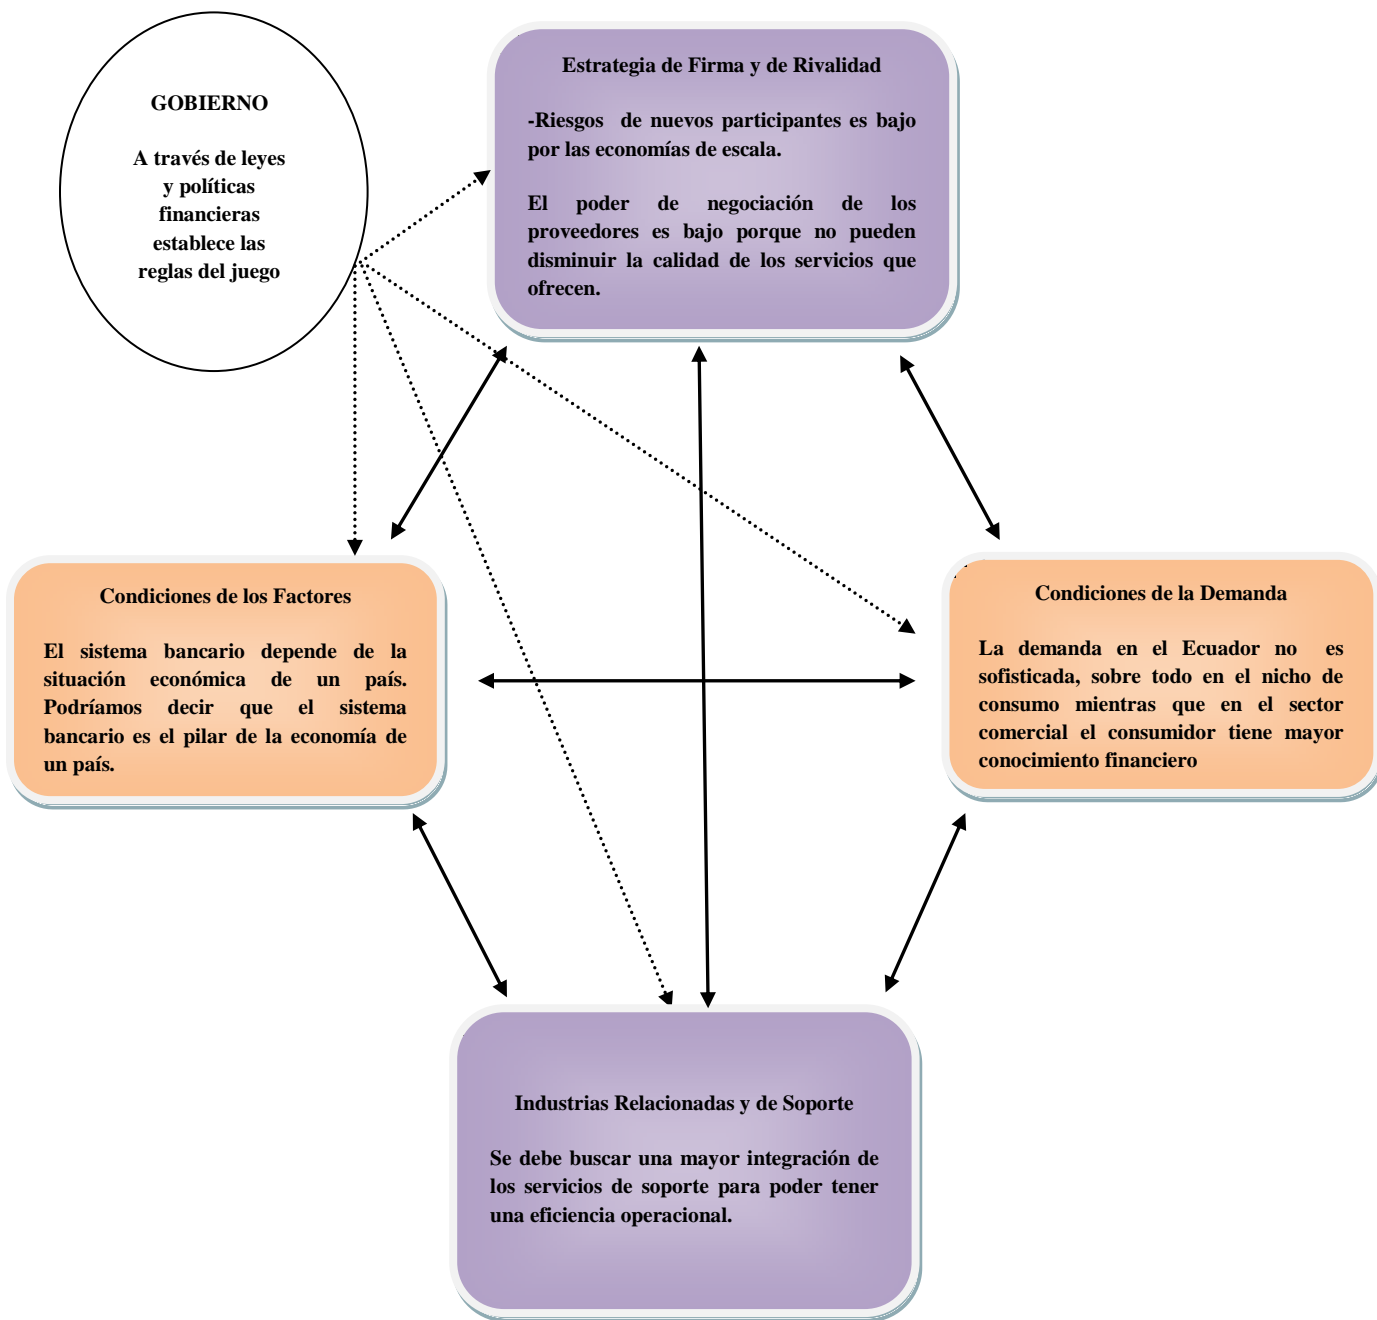 GOBIERNO
A través de leyes
y políticas
financieras
establece las
reglas del juego
Estrategia de Firma y de Rivalidad
-Riesgos de nuevos participantes es bajo
por las economías de escala.
El poder de negociación de los
proveedores es bajo porque no pueden
disminuir la calidad de los servicios que
ofrecen.
Condiciones de los Factores
El sistema bancario depende de la
situación económica de un país.
Podríamos decir que el sistema
bancario es el pilar de la economía de
un país.
Condiciones de la Demanda
La demanda en el Ecuador no es
sofisticada, sobre todo en el nicho de
consumo mientras que en el sector
comercial el consumidor tiene mayor
conocimiento financiero
Industrias Relacionadas y de Soporte
Se debe buscar una mayor integración de
los servicios de soporte para poder tener
una eficiencia operacional.